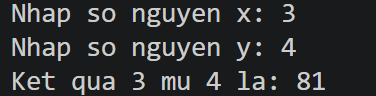 Nhap so nguyen x: 3
Nhap so nguyen y: 4
Ket qua 3 mu 4 la: 81